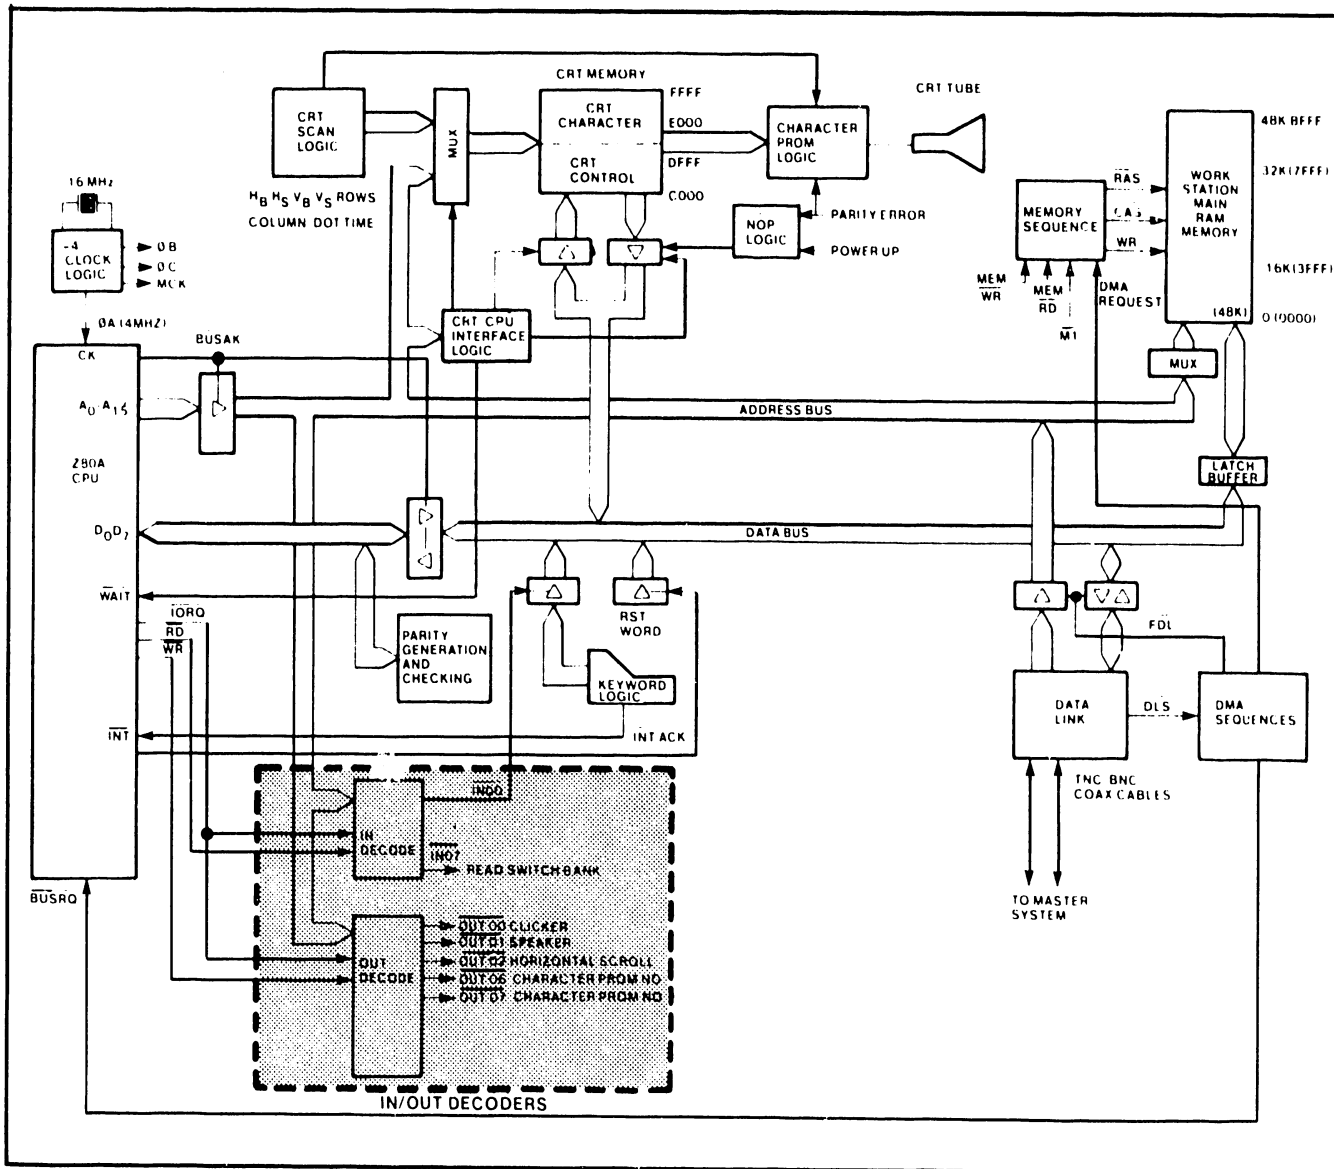 CRT MEMORY
CRT SCAN LOGIC
MUX
CRT CHARACTER
CRT CONTROL
FFFF
E000
DFFF
C000
CHARACTER PROM LOGIC
CRT TUBE
48K BFFF
32K(7FFF)
16K(3FFF)
0(0000)
WORK STATION MAIN RAM MEMORY
(48K)
MEMORY SEQUENCE
RAS
CAS
WR
MEM WR
MEM RD
M1
DMA REQUEST
HB HS VB VS ROWS
COLUMN DOT TIME
16MHz
÷4 CLOCK LOGIC
ØB
ØC
MCK
ØA (4MHZ)
NOP LOGIC
PARITY ERROR
POWER UP
CRT CPU INTERFACE LOGIC
BUSAK
CK
A0-A15
Z80A CPU
D0D7
WAIT
IORQ
RD
WR
INT
BUSRQ
MUX
ADDRESS BUS
LATCH BUFFER
DATA BUS
PARITY GENERATION AND CHECKING
RST WORD
KEYWORD LOGIC
INT ACK
FDL
DATA LINK
DLS
DMA SEQUENCES
TNC BNC
COAX CABLES
TO MASTER
SYSTEM
IN DECODE
IN00
IN07
READ SWITCH BANK
OUT DECODE
OUT 00 CLICKER
OUT 01 SPEAKER
OUT 02 HORIZONTAL SCROLL
OUT 06 CHARACTER PROM NO
OUT 07 CHARACTER PROM NO
IN/OUT DECODERS